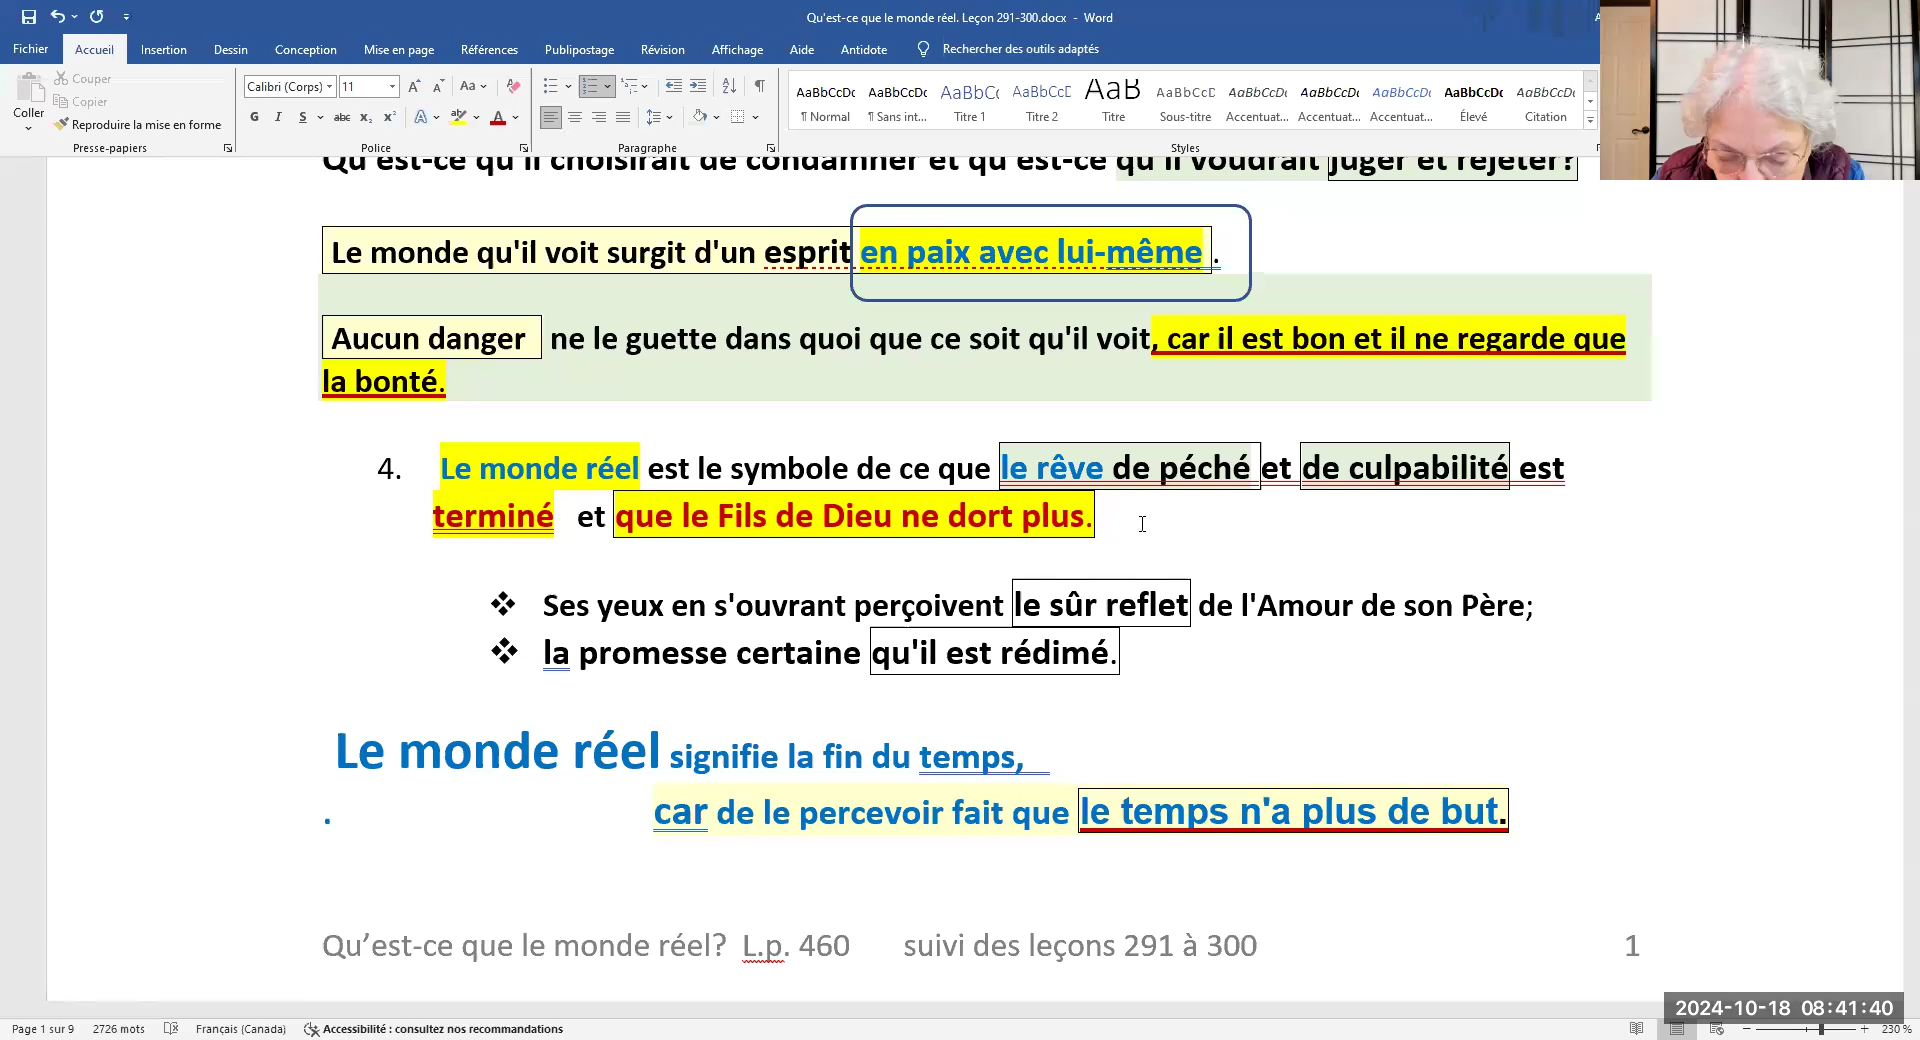 Qu'est-ce que le monde réel. Leçon 291-300.docx - Word
Fichier Accueil Insertion Dessin Conception Mise en page Références Publipostage Révision Affichage Aide Antidote Rechercher des outils adaptés
Coller
Couper
Copier
Reproduire la mise en forme
Presse-papiers
Calibri (Corps) 11
Police
Paragraphe
AaBbCcDc AaBbCcDc AaBbCc AaBbCcD AaB AaBbCcD AaBbCcDc AaBbCcDc AaBbCcDc AaBbCcDc AaBbCcDc
¶ Normal ¶ Sans int... Titre 1 Titre 2 Titre Sous-titre Accentuat... Accentuat... Accentuat... Élevé Citation
Styles
Qu'est-ce qu'il choisirait de condamner et qu'est-ce qu'il voudrait juger et rejeter?
Le monde qu'il voit surgit d'un esprit en paix avec lui-même .
Aucun danger ne le guette dans quoi que ce soit qu'il voit, car il est bon et il ne regarde que
la bonté.
4. Le monde réel est le symbole de ce que le rêve de péché et de culpabilité est
terminé et que le Fils de Dieu ne dort plus.
❖ Ses yeux en s'ouvrant perçoivent le sûr reflet de l'Amour de son Père;
❖ la promesse certaine qu'il est rédimé.
Le monde réel signifie la fin du temps,
. car de le percevoir fait que le temps n'a plus de but.
Qu’est-ce que le monde réel? L.p. 460 suivi des leçons 291 à 300 1
2024-10-18 08:41:40
Page 1 sur 9 2726 mots Français (Canada) Accessibilité : consultez nos recommandations 230 %